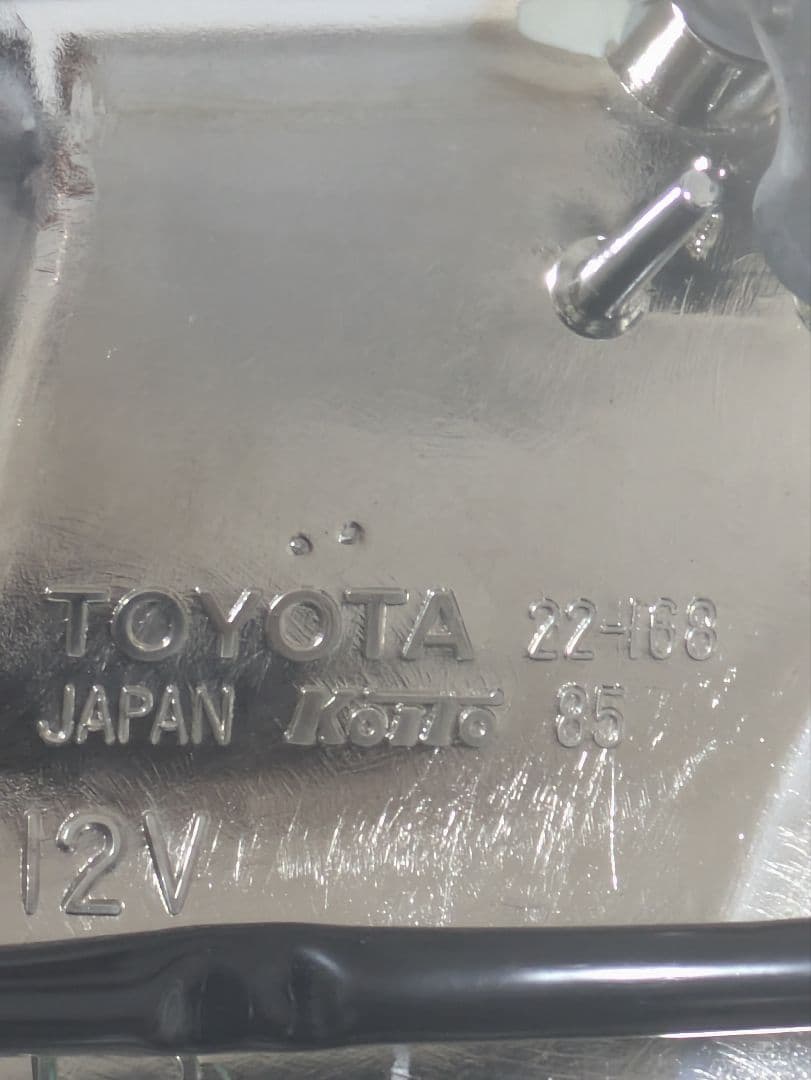 TOYOTA 22-168
JAPAN Koito 85
12V